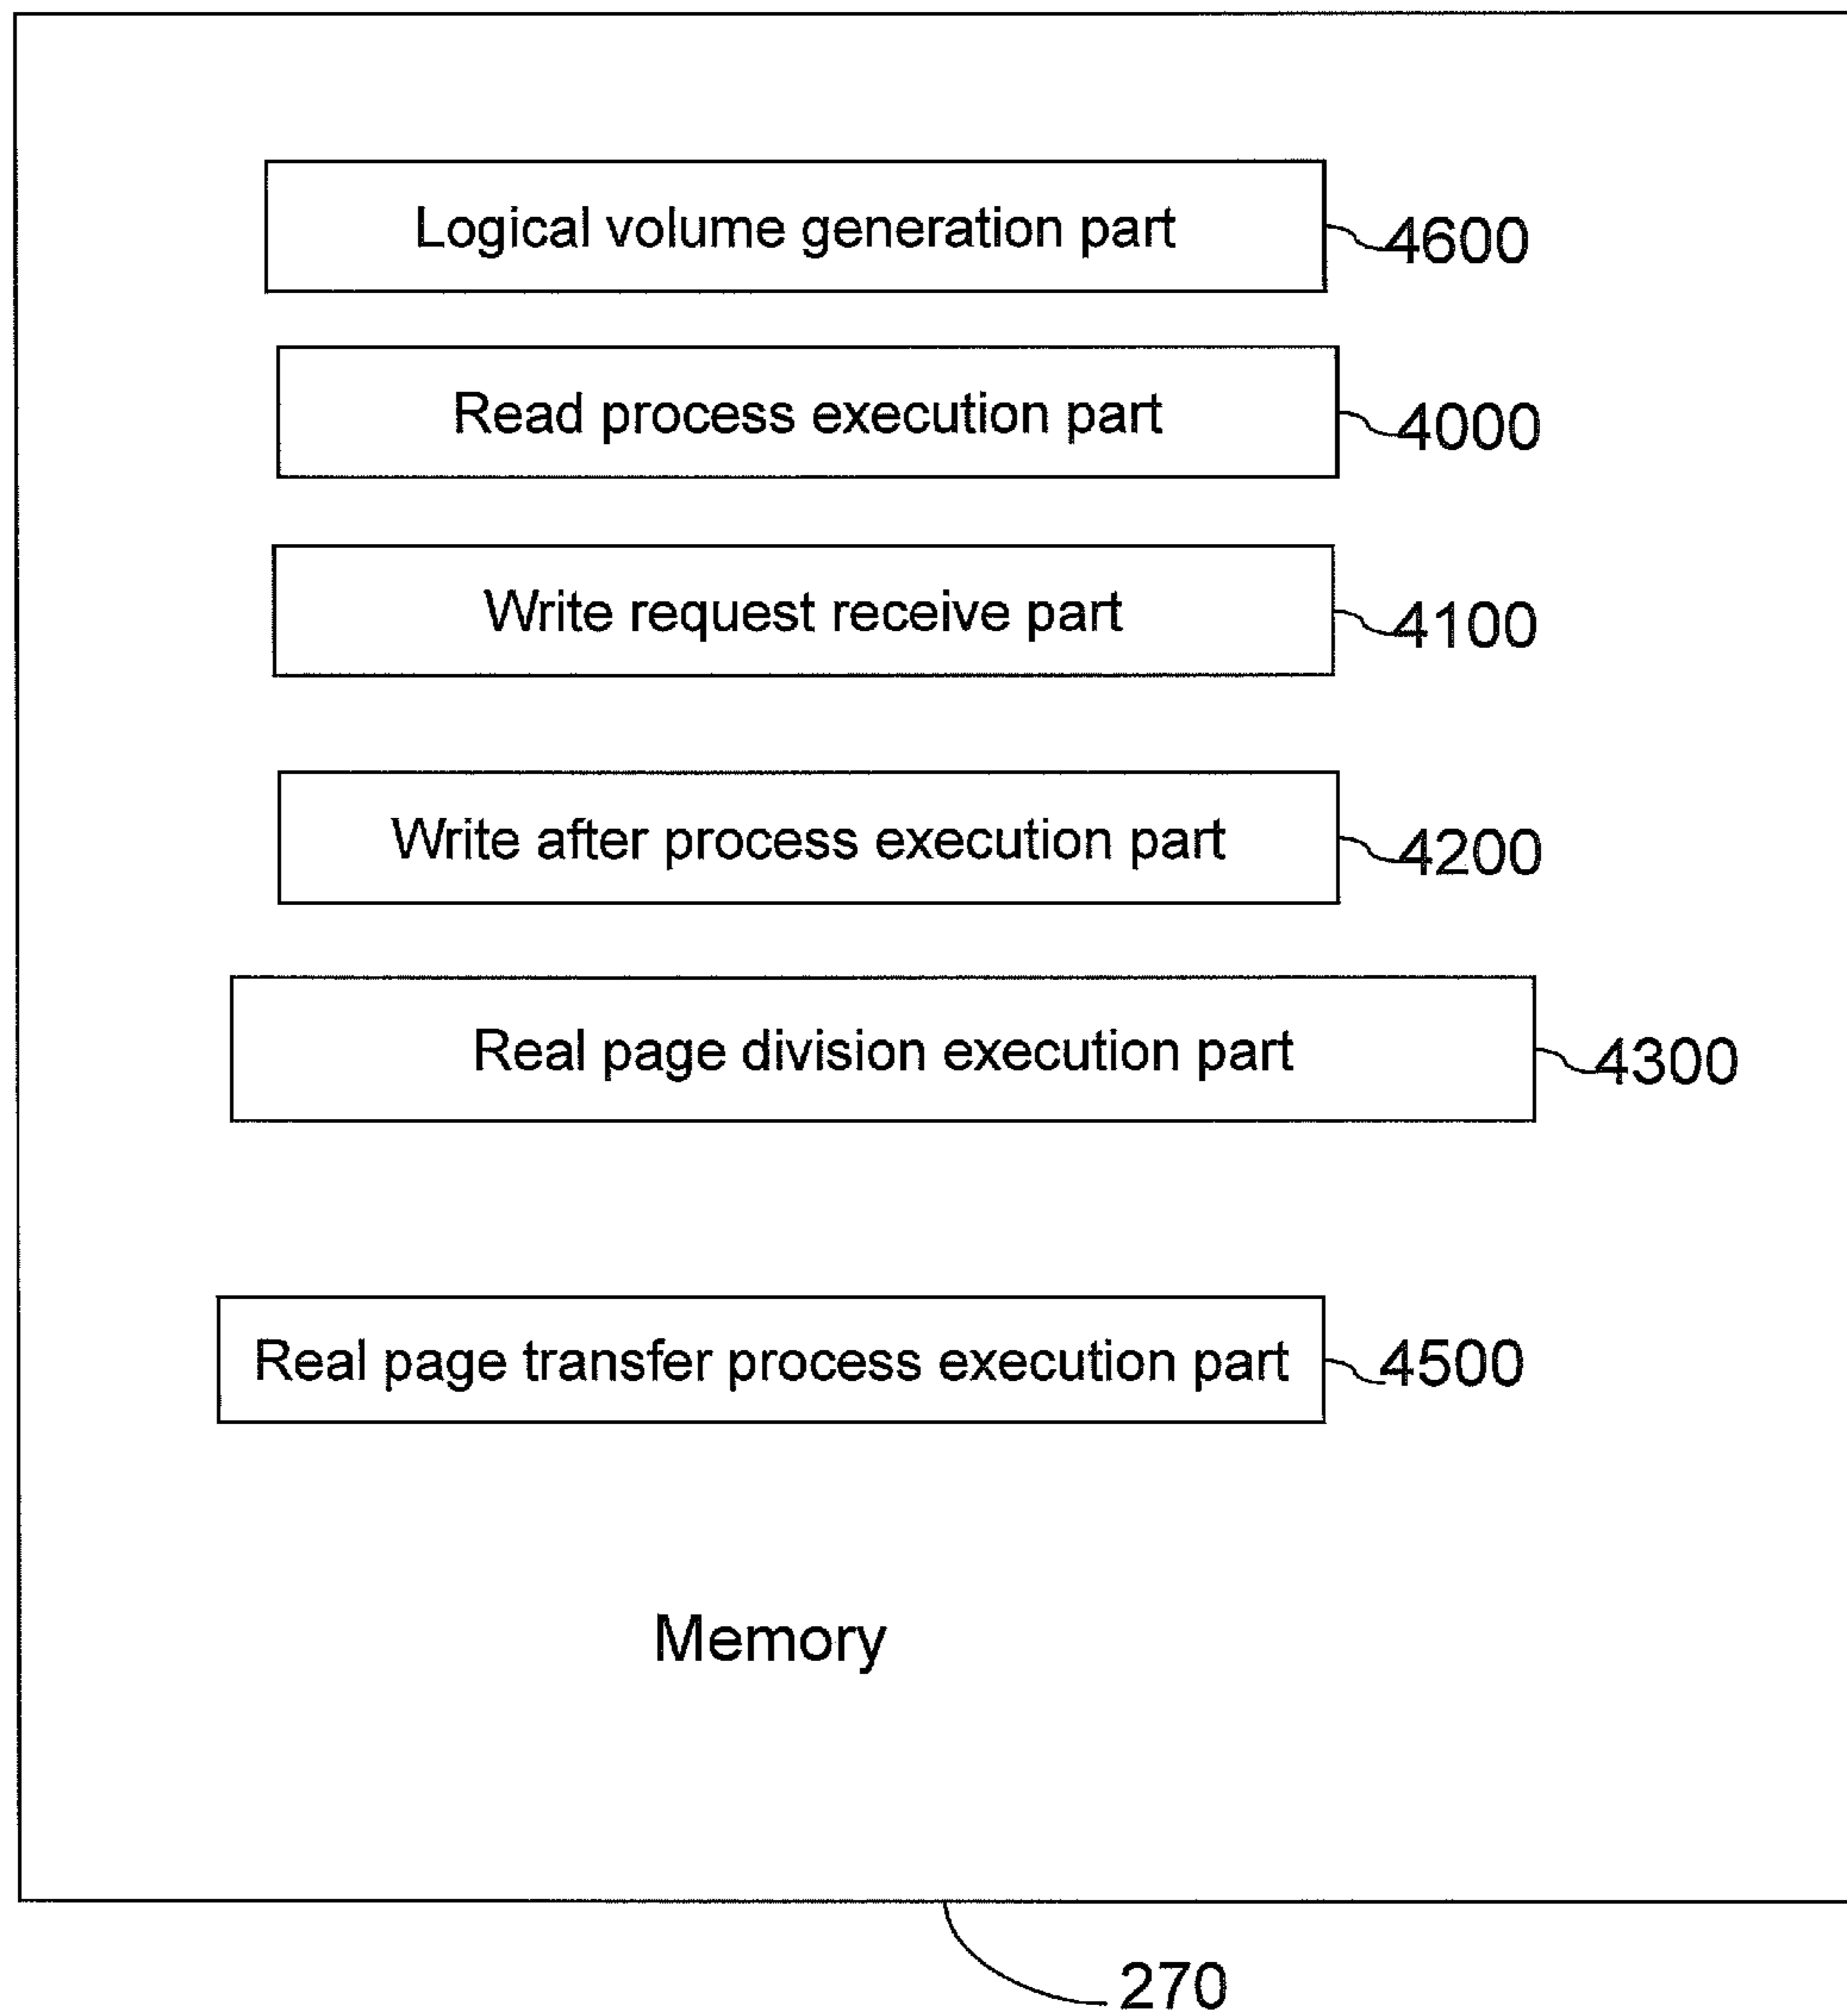 Logical volume generation part 4600
Read process execution part 4000
Write request receive part 4100
Write after process execution part 4200
Real page division execution part 4300
Real page transfer process execution part 4500
Memory
270